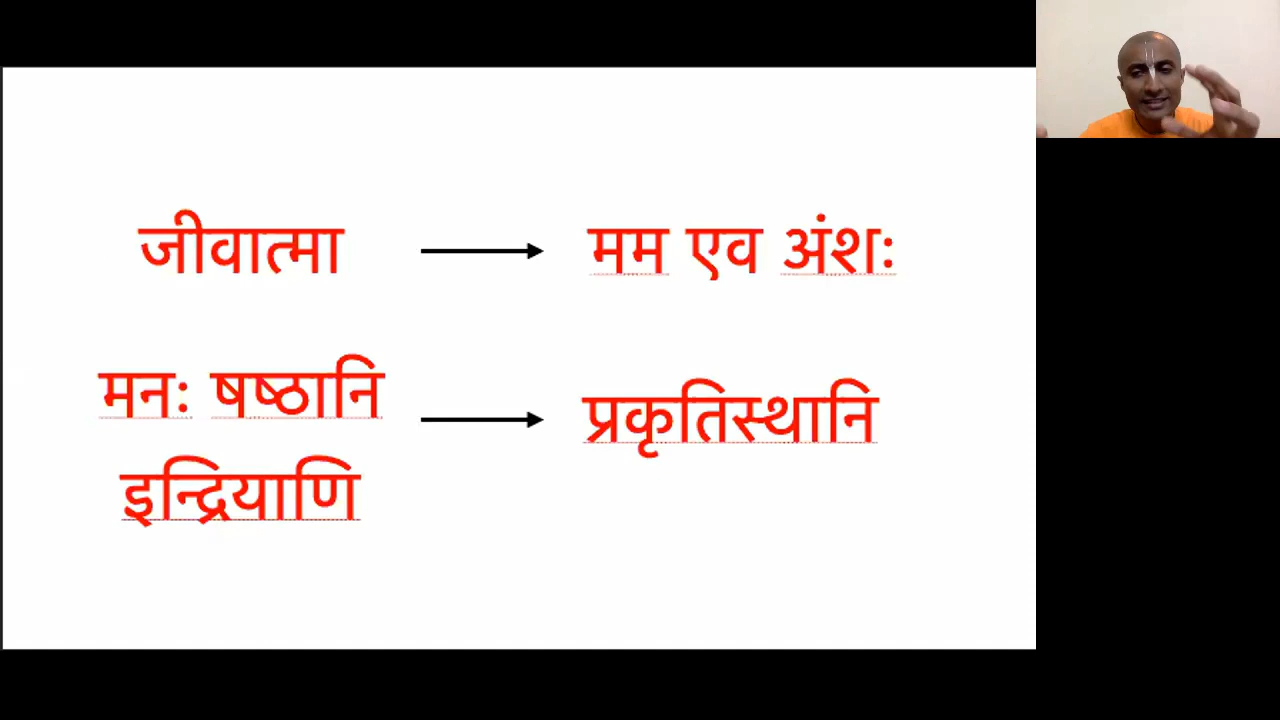 जीवात्मा → मम एव अंशः
मनः षष्ठानि
इन्द्रियाणि → प्रकृतिस्थानि